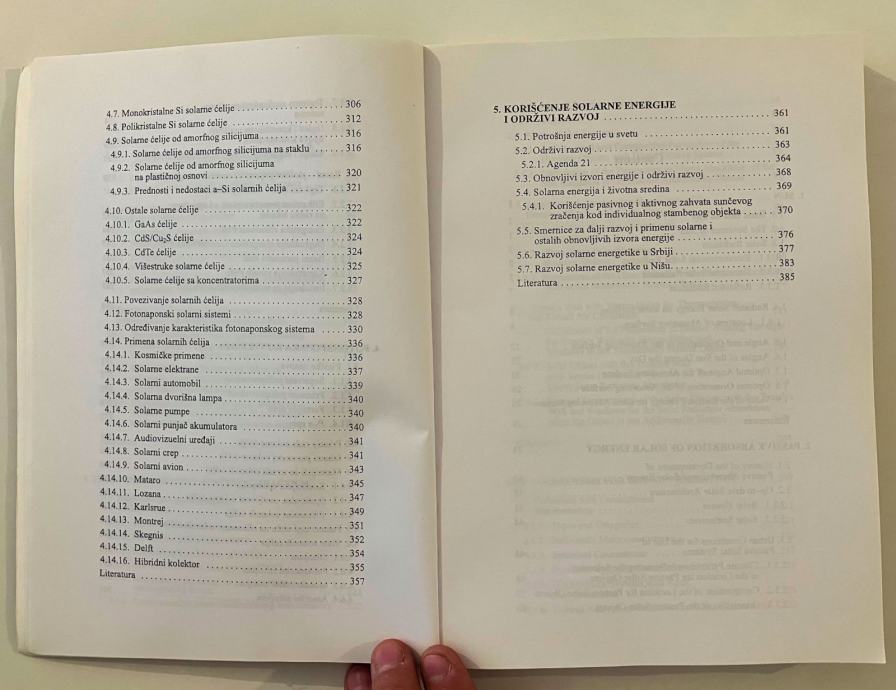 4.7. Monokristalne Si solarne ćelije ........................ 306
4.8. Polikristalne Si solarne ćelije ........................ 312
4.9. Solarne ćelije od amorfnog silicijuma ........................ 316
4.9.1. Solarne ćelije od amorfnog silicijuma na staklu ...... 316
4.9.2. Solarne ćelije od amorfnog silicijuma
na plastičnoj osnovi ........................ 320
4.9.3. Prednosti i nedostaci a–Si solarnih ćelija ............ 321
4.10. Ostale solarne ćelije ........................ 322
4.10.1. GaAs ćelije ........................ 322
4.10.2. CdS/Cu₂S ćelije ........................ 324
4.10.3. CdTe ćelije ........................ 324
4.10.4. Višestruke solarne ćelije ........................ 325
4.10.5. Solarne ćelije sa koncentratorima ........................ 327
4.11. Povezivanje solarnih ćelija ........................ 328
4.12. Fotonaponski solarni sistemi ........................ 328
4.13. Određivanje karakteristika fotonaponskog sistema ........ 330
4.14. Primena solarnih ćelija ........................ 336
4.14.1. Kosmičke primene ........................ 336
4.14.2. Solarne elektrane ........................ 337
4.14.3. Solarni automobil ........................ 339
4.14.4. Solarna dvorišna lampa ........................ 340
4.14.5. Solarne pumpe ........................ 340
4.14.6. Solarni punjač akumulatora ........................ 340
4.14.7. Audiovizuelni uređaji ........................ 341
4.14.8. Solarni crep ........................ 341
4.14.9. Solarni avion ........................ 343
4.14.10. Mataro ........................ 345
4.14.11. Lozana ........................ 347
4.14.12. Karlsrue ........................ 349
4.14.13. Montrej ........................ 351
4.14.14. Skegnis ........................ 352
4.14.15. Delft ........................ 354
4.14.16. Hibridni kolektor ........................ 355
Literatura ........................ 357
5. KORIŠĆENJE SOLARNE ENERGIJE
I ODRŽIVI RAZVOJ ........................ 361
5.1. Potrošnja energije u svetu ........................ 361
5.2. Održivi razvoj ........................ 363
5.2.1. Agenda 21 ........................ 364
5.3. Obnovljivi izvori energije i održivi razvoj ............ 368
5.4. Solarna energija i životna sredina ........................ 369
5.4.1. Korišćenje pasivnog i aktivnog zahvata sunčevog
zračenja kod individualnog stambenog objekta ...... 370
5.5. Smernice za dalji razvoj i primenu solarne i
ostalih obnovljivih izvora energije ........................ 376
5.6. Razvoj solarne energetike u Srbiji ........................ 377
5.7. Razvoj solarne energetike u Nišu ........................ 383
Literatura ........................ 385